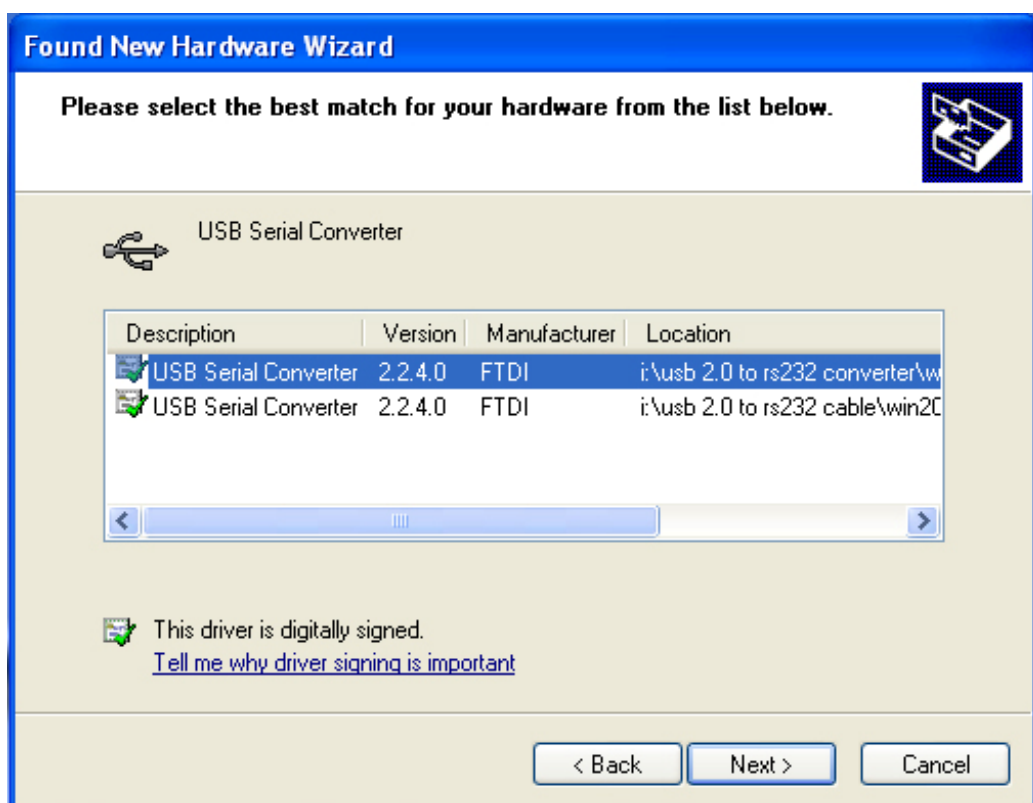 Found New Hardware Wizard
Please select the best match for your hardware from the list below.
USB Serial Converter
Description Version Manufacturer Location
USB Serial Converter 2.2.4.0 FTDI i:\usb 2.0 to rs232 converter\w
USB Serial Converter 2.2.4.0 FTDI i:\usb 2.0 to rs232 cable\win20
This driver is digitally signed.
Tell me why driver signing is important
< Back Next > Cancel